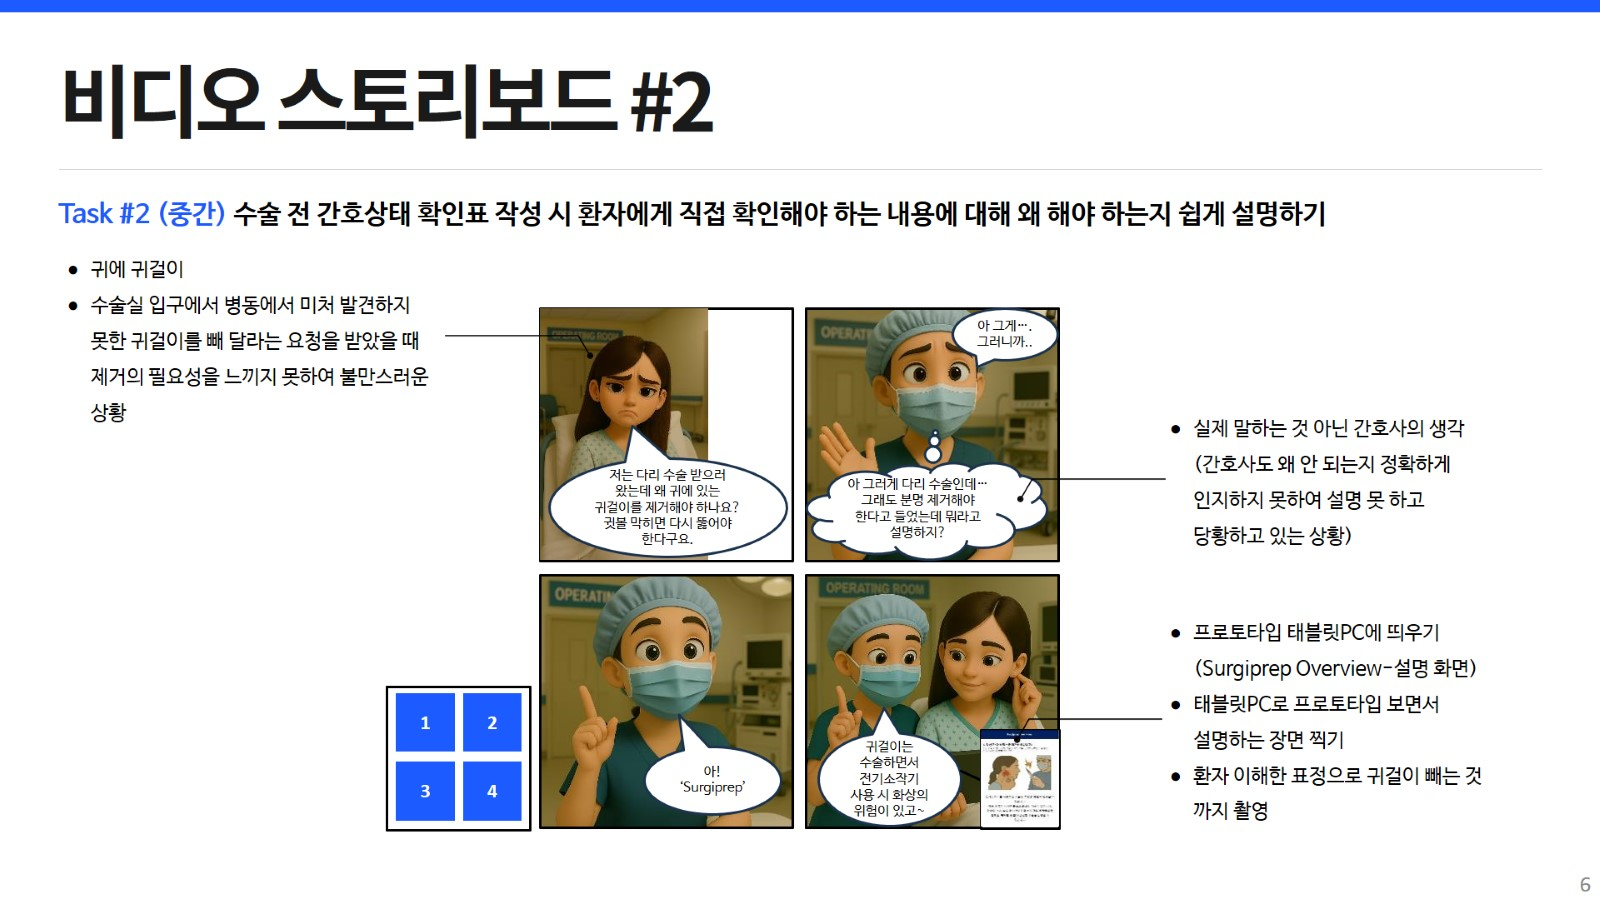 비디오 스토리보드 #2
Task #2 (중간) 수술 전 간호상태 확인표 작성 시 환자에게 직접 확인해야 하는 내용에 대해 왜 해야 하는지 쉽게 설명하기
● 귀에 귀걸이
● 수술실 입구에서 병동에서 미처 발견하지
못한 귀걸이를 빼 달라는 요청을 받았을 때
제거의 필요성을 느끼지 못하여 불만스러운
상황
OPERATING ROOM
저는 다리 수술 받으러
왔는데 왜 귀에 있는
귀걸이를 제거해야 하나요?
귓볼 막히면 다시 뚫어야
한다구요.
OPERATI
아 그게….
그러니까..
아 그러게 다리 수술인데…
그래도 분명 제거해야
한다고 들었는데 뭐라고
설명하지?
● 실제 말하는 것 아닌 간호사의 생각
(간호사도 왜 안 되는지 정확하게
인지하지 못하여 설명 못 하고
당황하고 있는 상황)
1
2
3
4
OPERATIN
아!
‘Surgiprep’
OPERATING ROOM
귀걸이는
수술하면서
전기소작기
사용 시 화상의
위험이 있고~
● 프로토타입 태블릿PC에 띄우기
(Surgiprep Overview-설명 화면)
● 태블릿PC로 프로토타입 보면서
설명하는 장면 찍기
● 환자 이해한 표정으로 귀걸이 빼는 것
까지 촬영
6